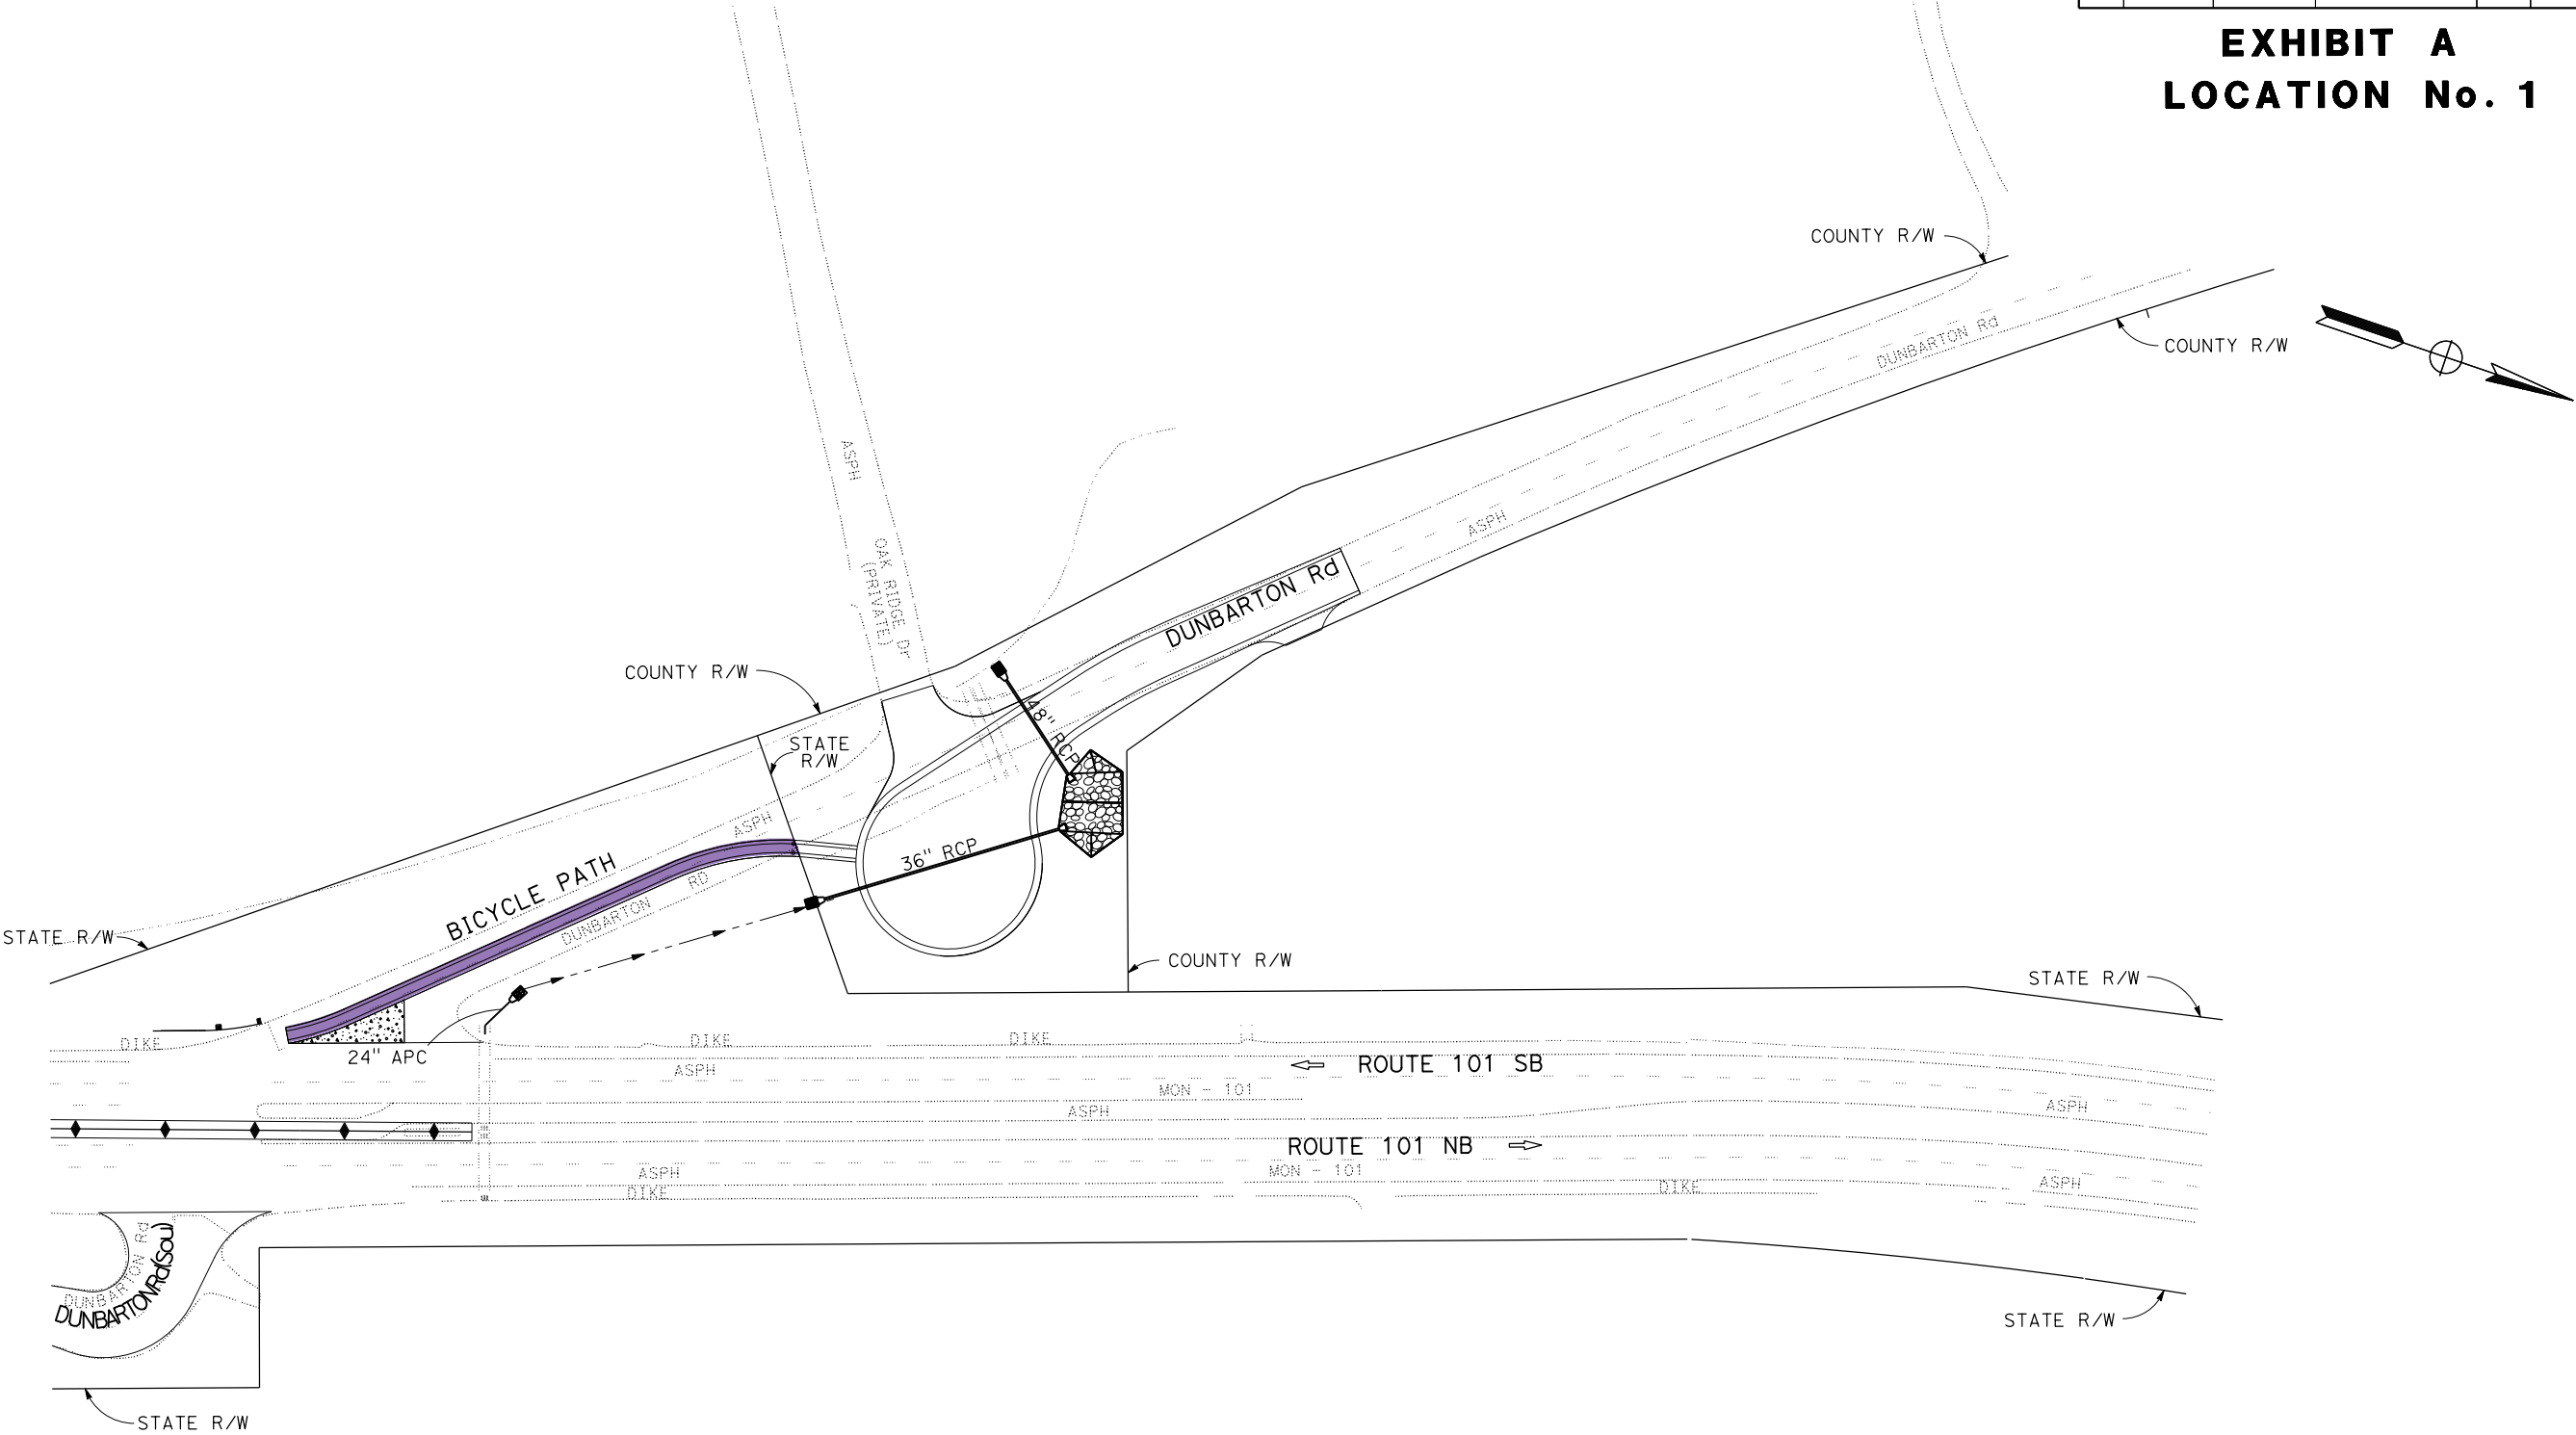 EXHIBIT A
LOCATION No. 1
COUNTY R/W
DUNBARTON Rd
COUNTY R/W
ASPH
ASPH
OAK RIDGE Dr
(PRIVATE)
DUNBARTON Rd
COUNTY R/W
48" RCP
STATE
R/W
ASPH
36" RCP
BICYCLE PATH
RD
DUNBARTON
STATE R/W
COUNTY R/W
STATE R/W
DIKE
24" APC
DIKE
DIKE
ROUTE 101 SB
ASPH
MON - 101
ASPH
ASPH
ROUTE 101 NB
ASPH
MON - 101
DIKE
DIKE
ASPH
DUNBARTON Rd
DUNBARTON Rd(Sou)
STATE R/W
STATE R/W